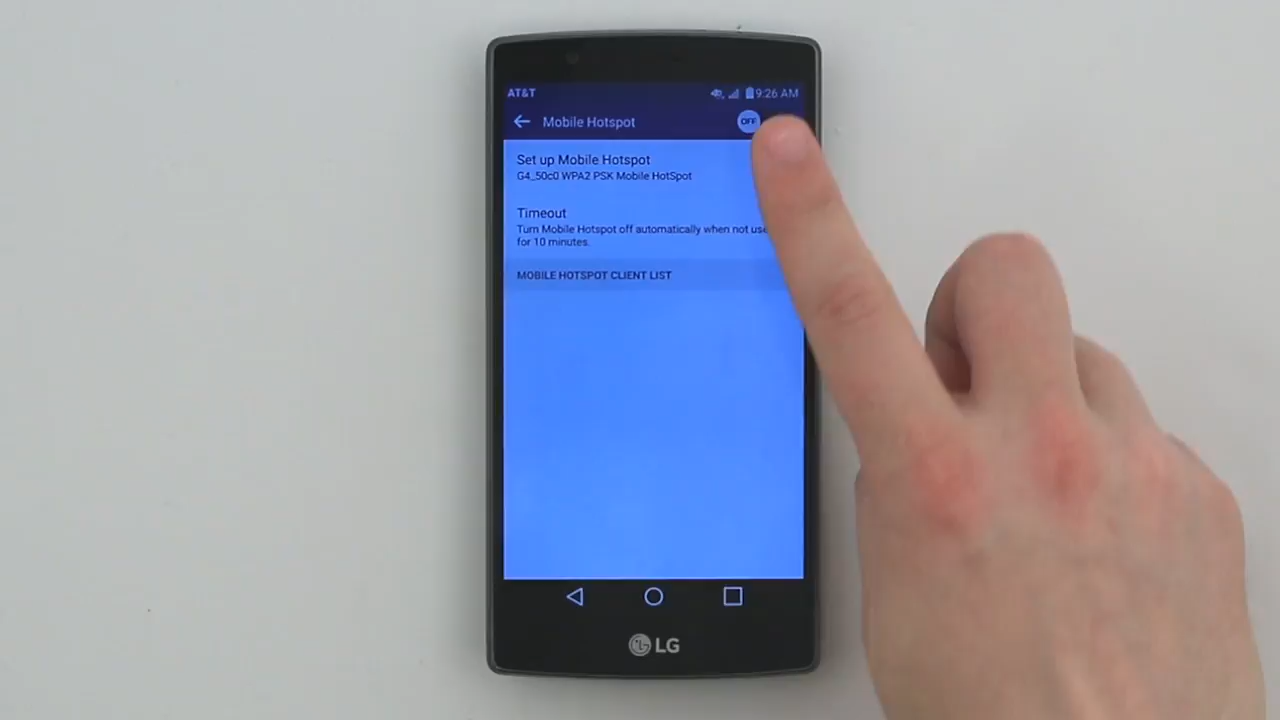 AT&T 9:26 AM
Mobile Hotspot OFF
Set up Mobile Hotspot
G4_50c0 WPA2 PSK Mobile HotSpot
Timeout
Turn Mobile Hotspot off automatically when not use
for 10 minutes.
MOBILE HOTSPOT CLIENT LIST
LG